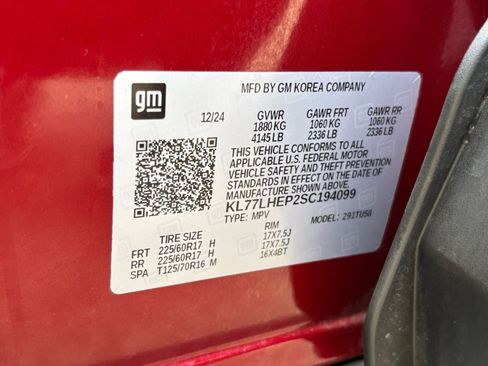 gm
MFD BY GM KOREA COMPANY
12/24 GVWR GAWR FRT GAWR RR
1880 KG 1060 KG 1060 KG
4145 LB 2336 LB 2336 LB
THIS VEHICLE CONFORMS TO ALL
APPLICABLE U.S. FEDERAL MOTOR
VEHICLE SAFETY AND THEFT PREVENTION
STANDARDS IN EFFECT ON THE DATE OF
MANUFACTURE SHOWN ABOVE.
KL77LHEP2SC194099
TYPE: MPV MODEL: 291TU58
TIRE SIZE RIM
FRT 225/60R17 H 17X7.5J
RR 225/60R17 H 17X7.5J
SPA T125/70R16 M 16X4BT